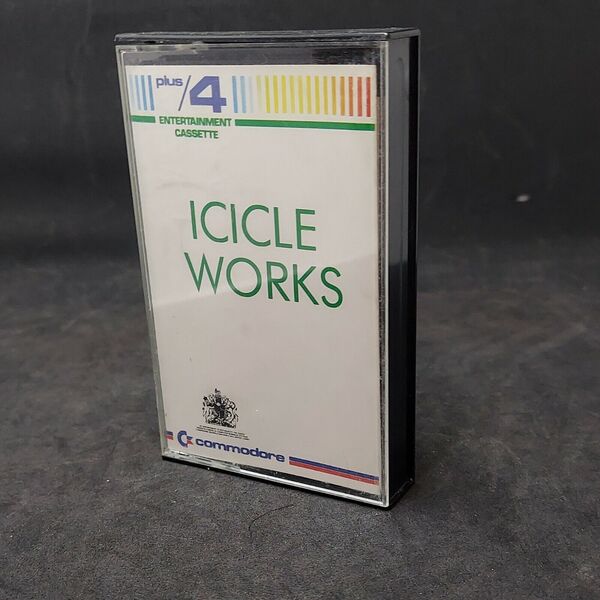 plus/4
ENTERTAINMENT
CASSETTE
ICICLE
WORKS
commodore